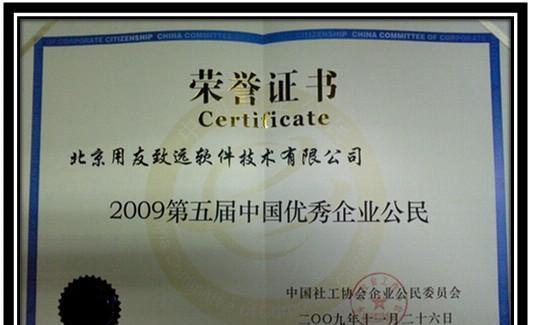 OF CORPORATE CITIZENSHIP CHINA COMMITTEE OF CORPORATE
荣誉证书
Certificate
北京用友致远软件技术有限公司
2009第五届中国优秀企业公民
中国社工协会企业公民委员会
二〇〇九年十一月二十六日